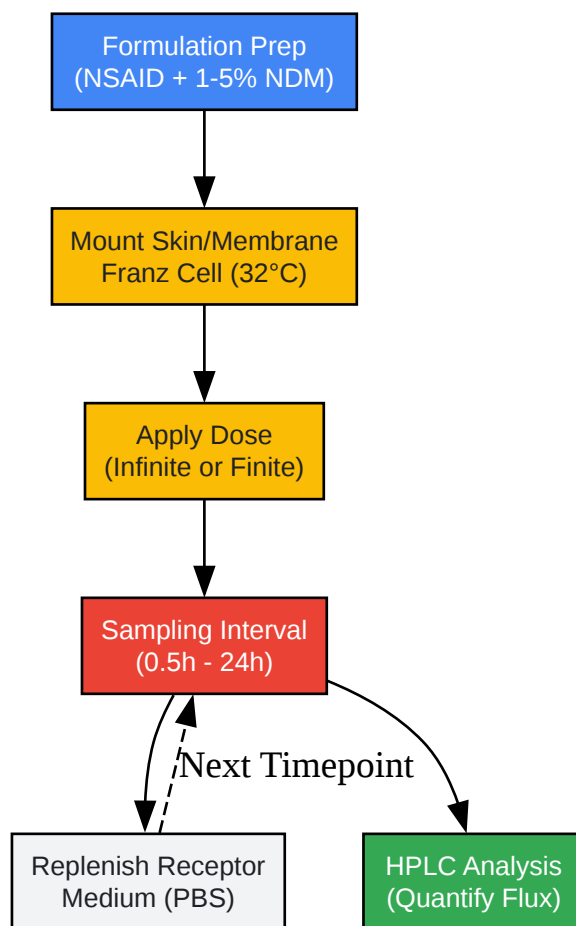 Formulation Prep
(NSAID + 1-5% NDM)
Mount Skin/Membrane
Franz Cell (32°C)
Apply Dose
(Infinite or Finite)
Sampling Interval
(0.5h - 24h)
Next Timepoint
Replenish Receptor
Medium (PBS)
HPLC Analysis
(Quantify Flux)